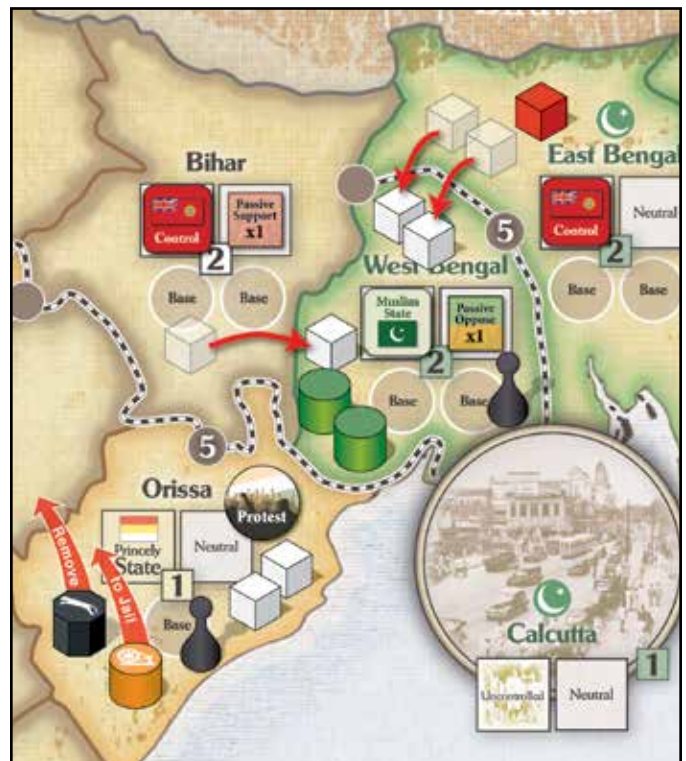 Bihar
Control
Passive
Support
x1
2
Base
Base
East Bengal
Control
Neutral
2
Base
Base
5
West Bengal
Muslim
State
Passive
Oppose
x1
2
Base
Base
5
Orissa
Protest
Princely
State
Neutral
1
Base
Remove
to Jail
Calcutta
Uncontrolled
Neutral
1